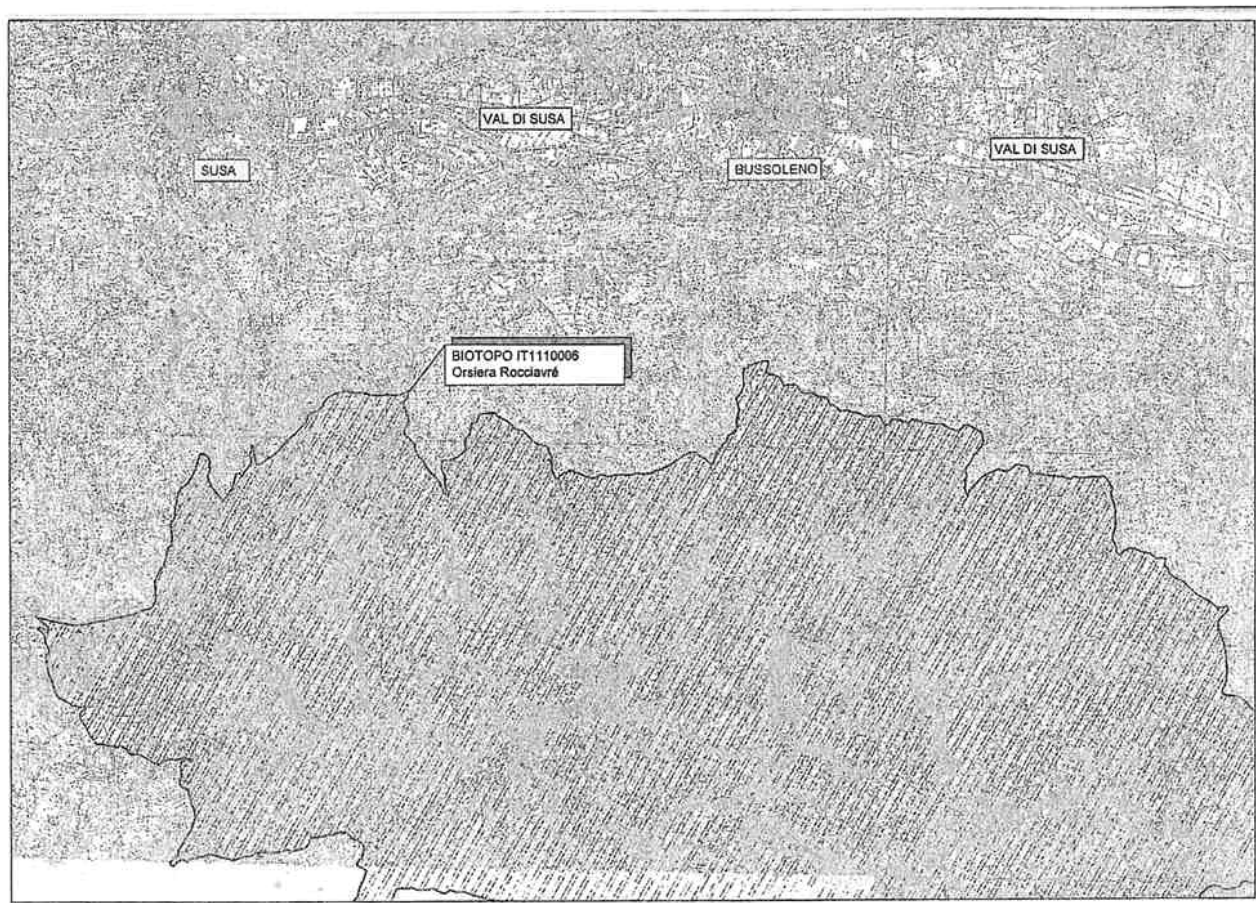 VAL DI SUSA
VAL DI SUSA
SUSA
BUSSOLENO
BIOTOPO IT1110006
Orsiera Rocciavré